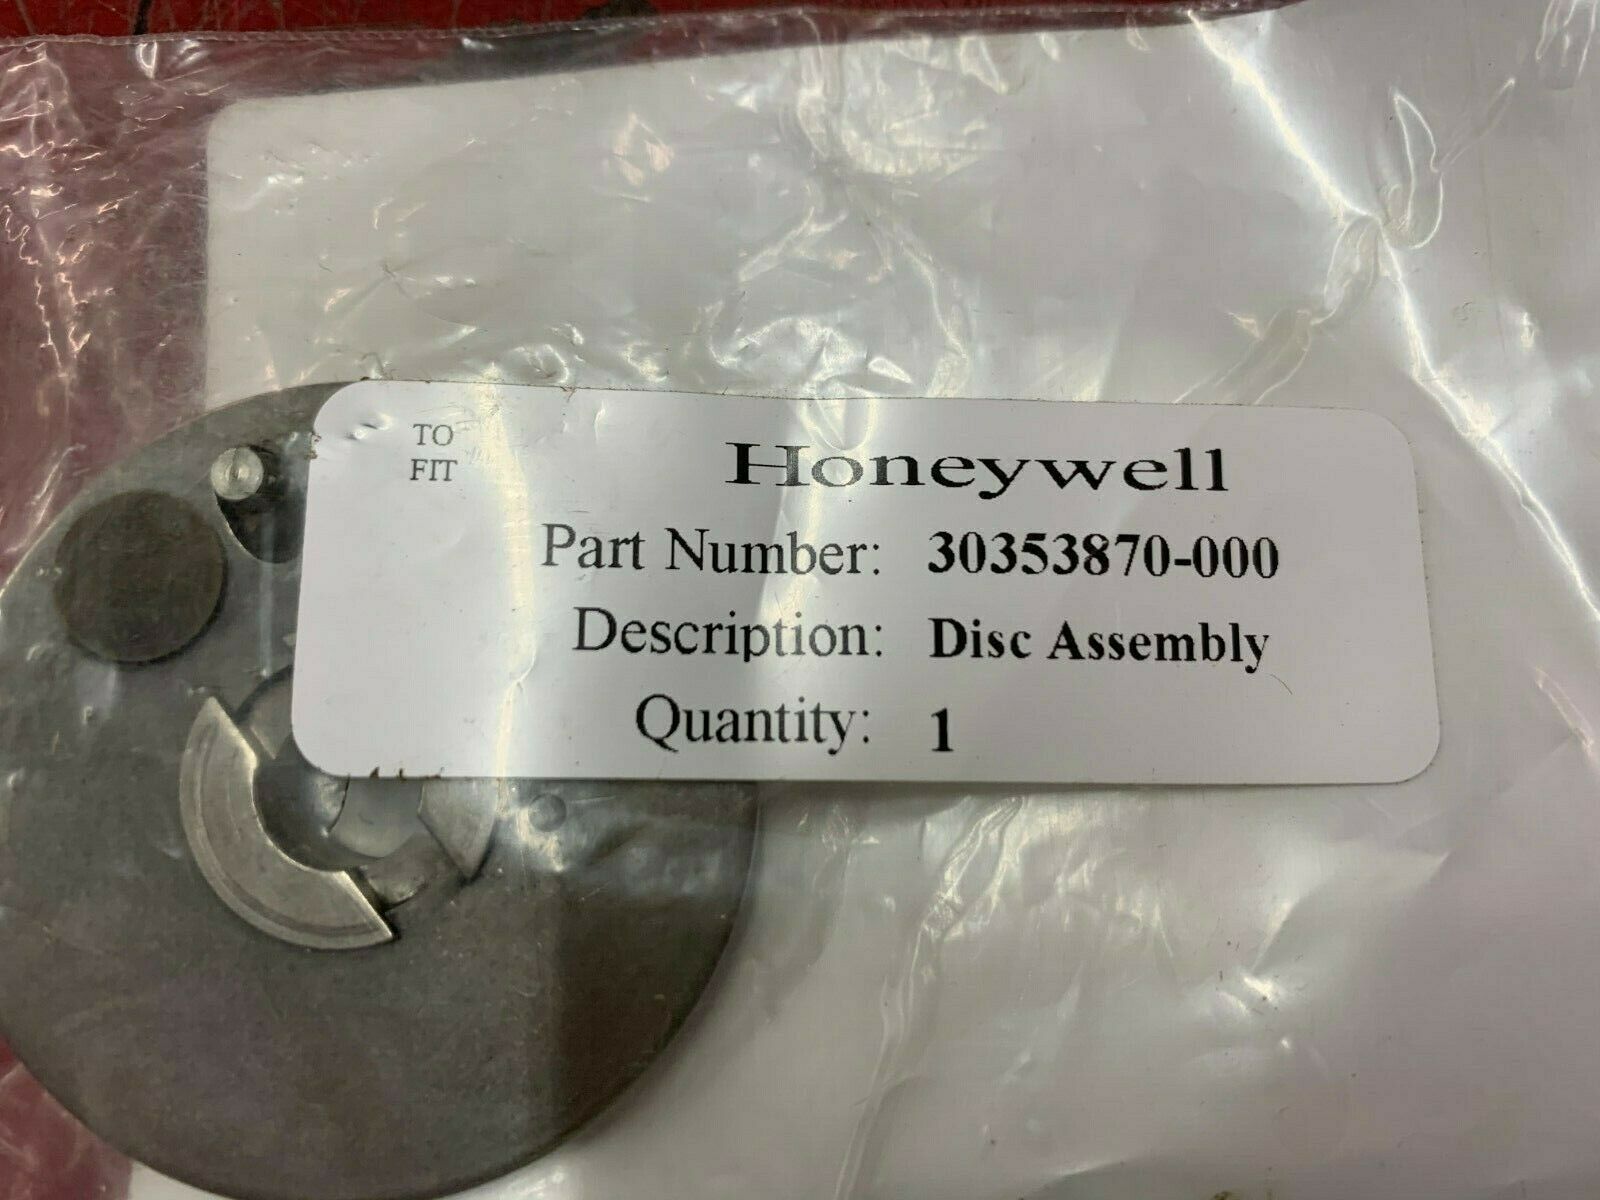 TO
FIT
Honeywell
Part Number: 30353870-000
Description: Disc Assembly
Quantity: 1